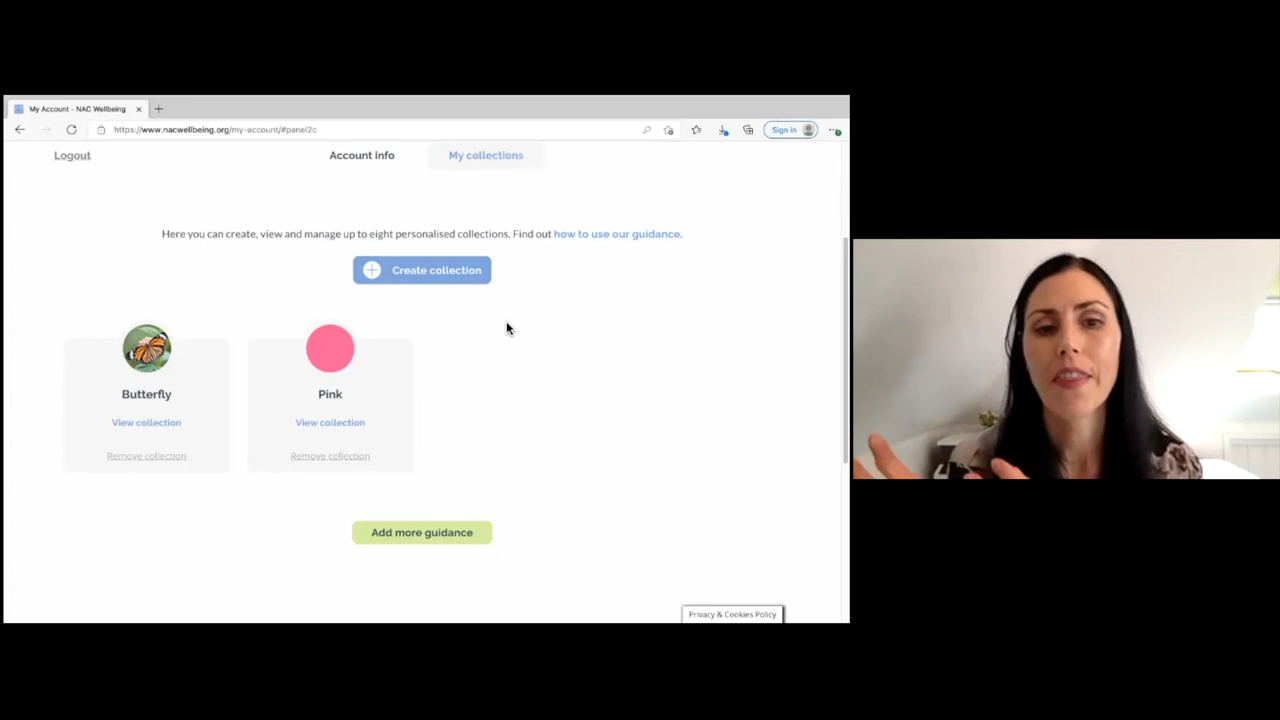 My Account - NAC Wellbeing
https://www.nacwellbeing.org/my-account/#panel2c
Sign in
Logout
Account info
My collections
Here you can create, view and manage up to eight personalised collections. Find out how to use our guidance.
Create collection
Butterfly
View collection
Remove collection
Pink
View collection
Remove collection
Add more guidance
Privacy & Cookies Policy